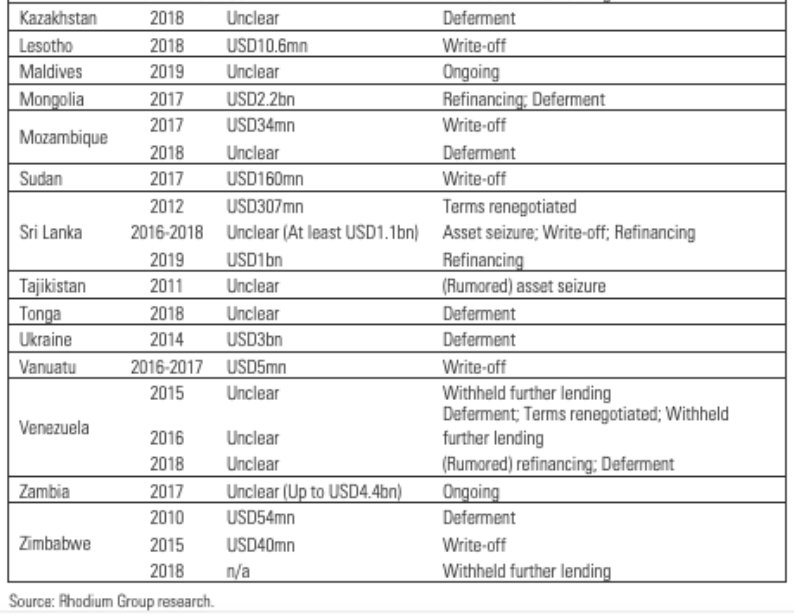 Kazakhstan 2018 Unclear Deferment
Lesotho 2018 USD10.6mn Write-off
Maldives 2019 Unclear Ongoing
Mongolia 2017 USD2.2bn Refinancing; Deferment
Mozambique
2017 USD34mn Write-off
2018 Unclear Deferment
Sudan 2017 USD160mn Write-off
Sri Lanka
2012 USD307mn Terms renegotiated
2016-2018 Unclear (At least USD1.1bn) Asset seizure; Write-off; Refinancing
2019 USD1bn Refinancing
Tajikistan 2011 Unclear (Rumored) asset seizure
Tonga 2018 Unclear Deferment
Ukraine 2014 USD3bn Deferment
Vanuatu 2016-2017 USD5mn Write-off
Venezuela
2015 Unclear Withheld further lending
Deferment; Terms renegotiated; Withheld
2016 Unclear further lending
2018 Unclear (Rumored) refinancing; Deferment
Zambia 2017 Unclear (Up to USD4.4bn) Ongoing
Zimbabwe
2010 USD54mn Deferment
2015 USD40mn Write-off
2018 n/a Withheld further lending
Source: Rhodium Group research.